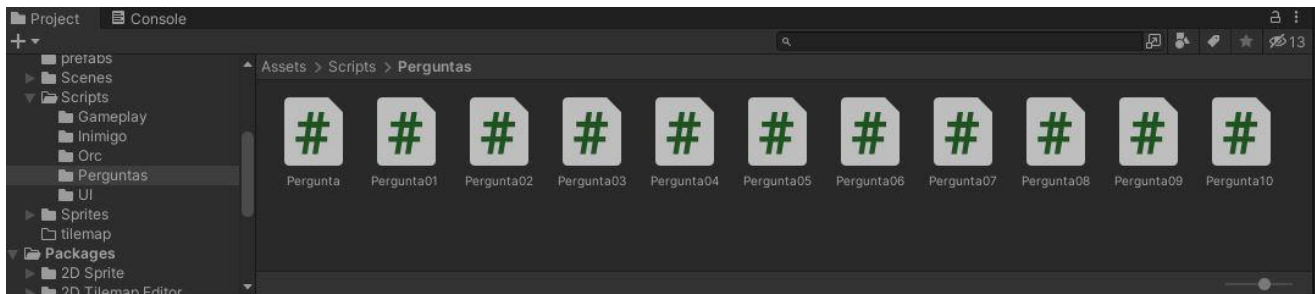 Project Console
13
prefabs
Assets > Scripts > Perguntas
Scenes
Scripts
Gameplay
Inimigo
Orc
Perguntas
UI
Sprites
tilemap
Packages
2D Sprite
2D Tilemap Editor
Pergunta Pergunta01 Pergunta02 Pergunta03 Pergunta04 Pergunta05 Pergunta06 Pergunta07 Pergunta08 Pergunta09 Pergunta10